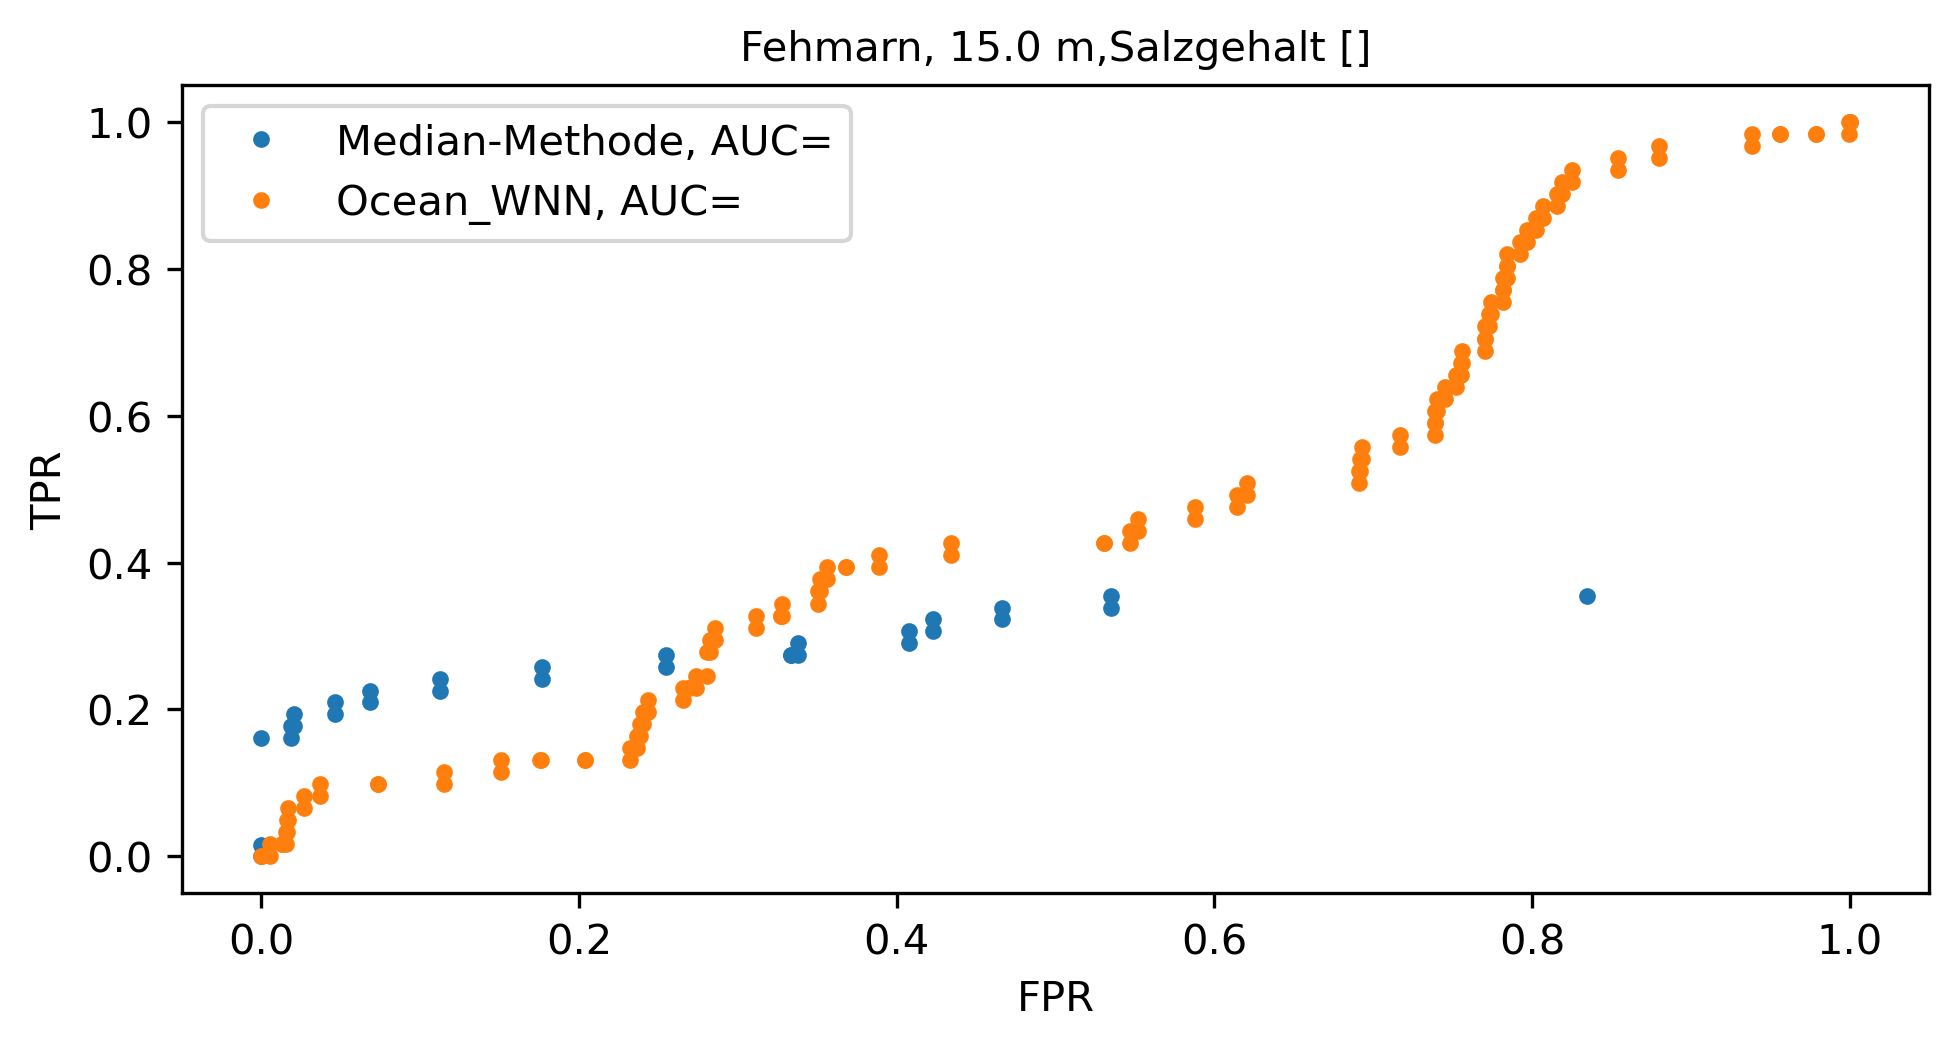 Fehmarn, 15.0 m,Salzgehalt []
Median-Methode, AUC=
Ocean_WNN, AUC=
1.0
0.8
0.6
0.4
0.2
0.0
TPR
0.0 0.2 0.4 0.6 0.8 1.0
FPR